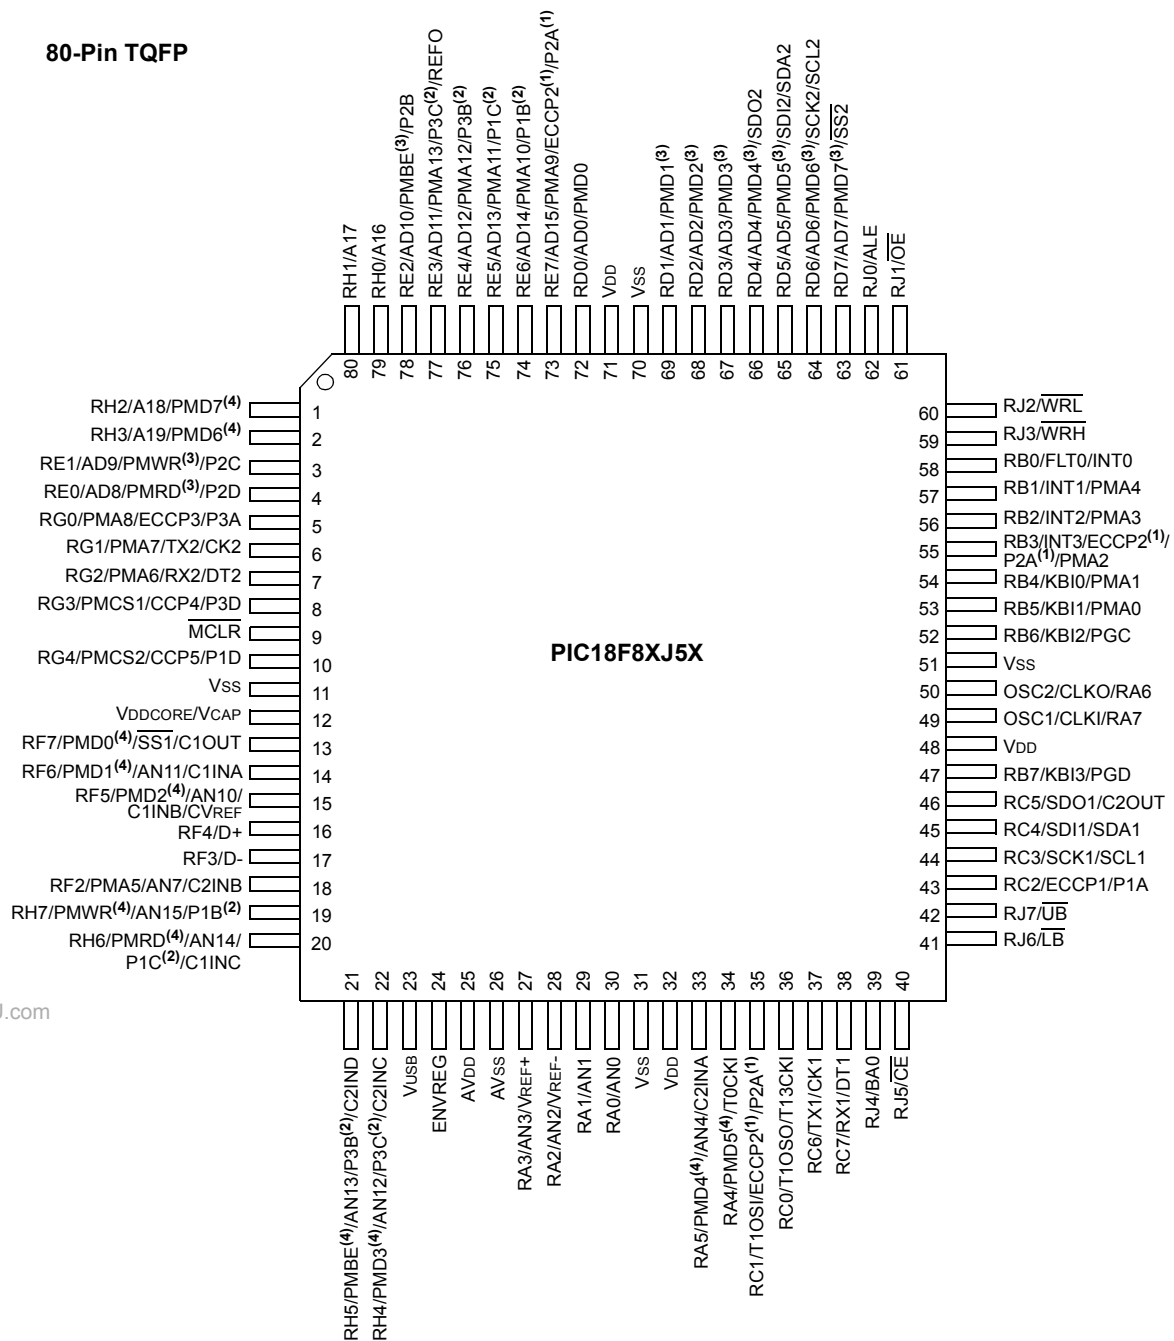 80-Pin TQFP
RH1/A17
RH0/A16
RE2/AD10/PMBE(3)/P2B
RE3/AD11/PMA13/P3C(2)/REFO
RE4/AD12/PMA12/P3B(2)
RE5/AD13/PMA11/P1C(2)
RE6/AD14/PMA10/P1B(2)
RE7/AD15/PMA9/ECCP2(1)/P2A(1)
RD0/AD0/PMD0
VDD
VSS
RD1/AD1/PMD1(3)
RD2/AD2/PMD2(3)
RD3/AD3/PMD3(3)
RD4/AD4/PMD4(3)/SDO2
RD5/AD5/PMD5(3)/SDI2/SDA2
RD6/AD6/PMD6(3)/SCK2/SCL2
RD7/AD7/PMD7(3)/SS2
RJ0/ALE
RJ1/OE
80 79 78 77 76 75 74 73 72 71 70 69 68 67 66 65 64 63 62 61
RH2/A18/PMD7(4) 1
RH3/A19/PMD6(4) 2
RE1/AD9/PMWR(3)/P2C 3
RE0/AD8/PMRD(3)/P2D 4
RG0/PMA8/ECCP3/P3A 5
RG1/PMA7/TX2/CK2 6
RG2/PMA6/RX2/DT2 7
RG3/PMCS1/CCP4/P3D 8
MCLR 9
RG4/PMCS2/CCP5/P1D 10
VSS 11
VDDCORE/VCAP 12
RF7/PMD0(4)/SS1/C1OUT 13
RF6/PMD1(4)/AN11/C1INA 14
RF5/PMD2(4)/AN10/
C1INB/CVREF 15
RF4/D+ 16
RF3/D- 17
RF2/PMA5/AN7/C2INB 18
RH7/PMWR(4)/AN15/P1B(2) 19
RH6/PMRD(4)/AN14/
P1C(2)/C1INC 20
PIC18F8XJ5X
60 RJ2/WRL
59 RJ3/WRH
58 RB0/FLT0/INT0
57 RB1/INT1/PMA4
56 RB2/INT2/PMA3
55 RB3/INT3/ECCP2(1)/
P2A(1)/PMA2
54 RB4/KBI0/PMA1
53 RB5/KBI1/PMA0
52 RB6/KBI2/PGC
51 VSS
50 OSC2/CLKO/RA6
49 OSC1/CLKI/RA7
48 VDD
47 RB7/KBI3/PGD
46 RC5/SDO1/C2OUT
45 RC4/SDI1/SDA1
44 RC3/SCK1/SCL1
43 RC2/ECCP1/P1A
42 RJ7/UB
41 RJ6/LB
21 22 23 24 25 26 27 28 29 30 31 32 33 34 35 36 37 38 39 40
RH5/PMBE(4)/AN13/P3B(2)/C2IND
RH4/PMD3(4)/AN12/P3C(2)/C2INC
VUSB
ENVREG
AVDD
AVSS
RA3/AN3/VREF+
RA2/AN2/VREF-
RA1/AN1
RA0/AN0
VSS
VDD
RA5/PMD4(4)/AN4/C2INA
RA4/PMD5(4)/T0CKI
RC1/T1OSI/ECCP2(1)/P2A(1)
RC0/T1OSO/T13CKI
RC6/TX1/CK1
RC7/RX1/DT1
RJ4/BA0
RJ5/CE
.com